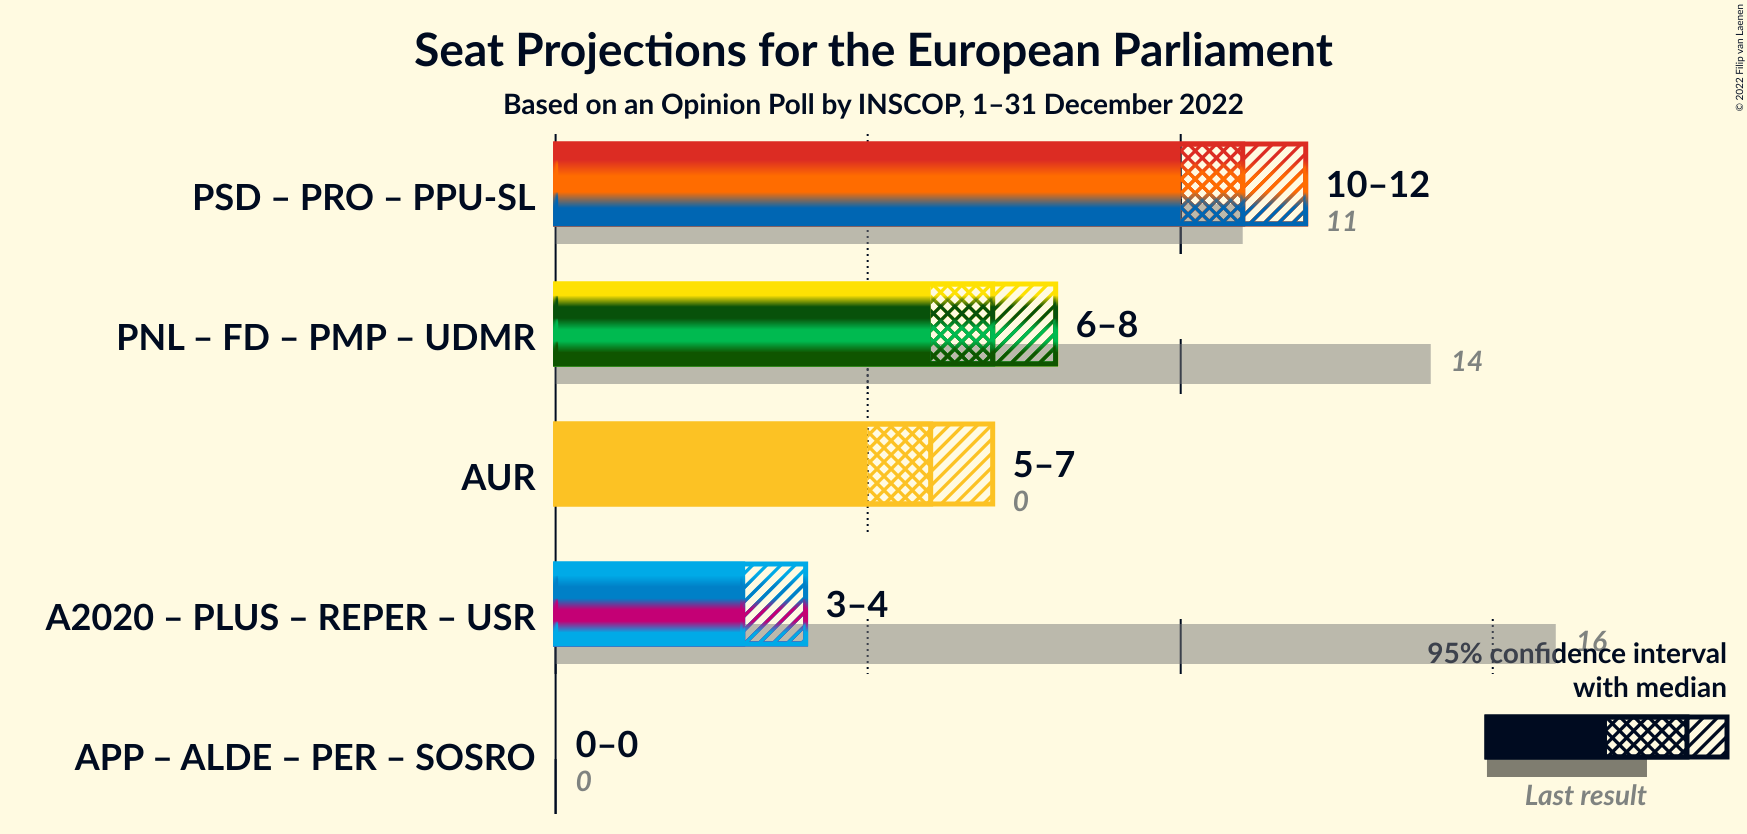 Seat Projections for the European Parliament
Based on an Opinion Poll by INSCOP, 1–31 December 2022
© 2022 Filip van Laenen
PSD – PRO – PPU-SL
10–12
11
PNL – FD – PMP – UDMR
6–8
14
AUR
5–7
0
A2020 – PLUS – REPER – USR
3–4
16
95% confidence interval
with median
APP – ALDE – PER – SOSRO
0–0
0
Last result